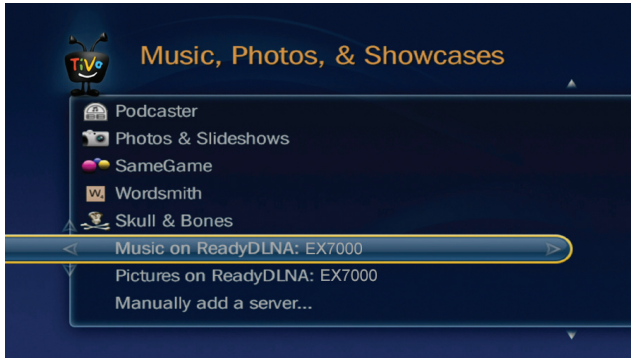 TiVo
Music, Photos, & Showcases
Podcaster
Photos & Slideshows
SameGame
W4
Wordsmith
Skull & Bones
Music on ReadyDLNA: EX7000
Pictures on ReadyDLNA: EX7000
Manually add a server...